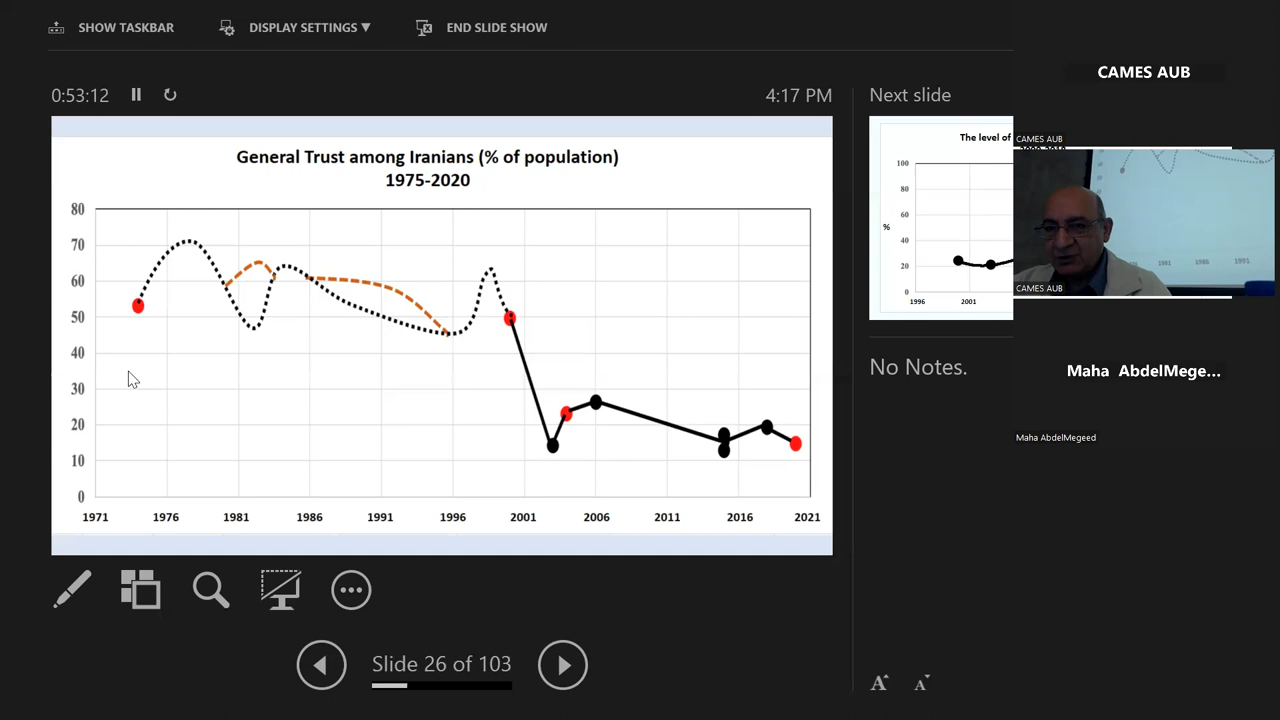 SHOW TASKBAR DISPLAY SETTINGS ▼ END SLIDE SHOW
0:53:12 4:17 PM
General Trust among Iranians (% of population)
1975-2020
80
70
60
50
40
30
20
10
0
1971 1976 1981 1986 1991 1996 2001 2006 2011 2016 2021
Slide 26 of 103
Next slide
The level of
100
80
60
40
20
0
%
1996 2001
No Notes.
A A
CAMES AUB
CAMES AUB
1981 1986 1991
CAMES AUB
Maha AbdelMege...
Maha AbdelMegeed